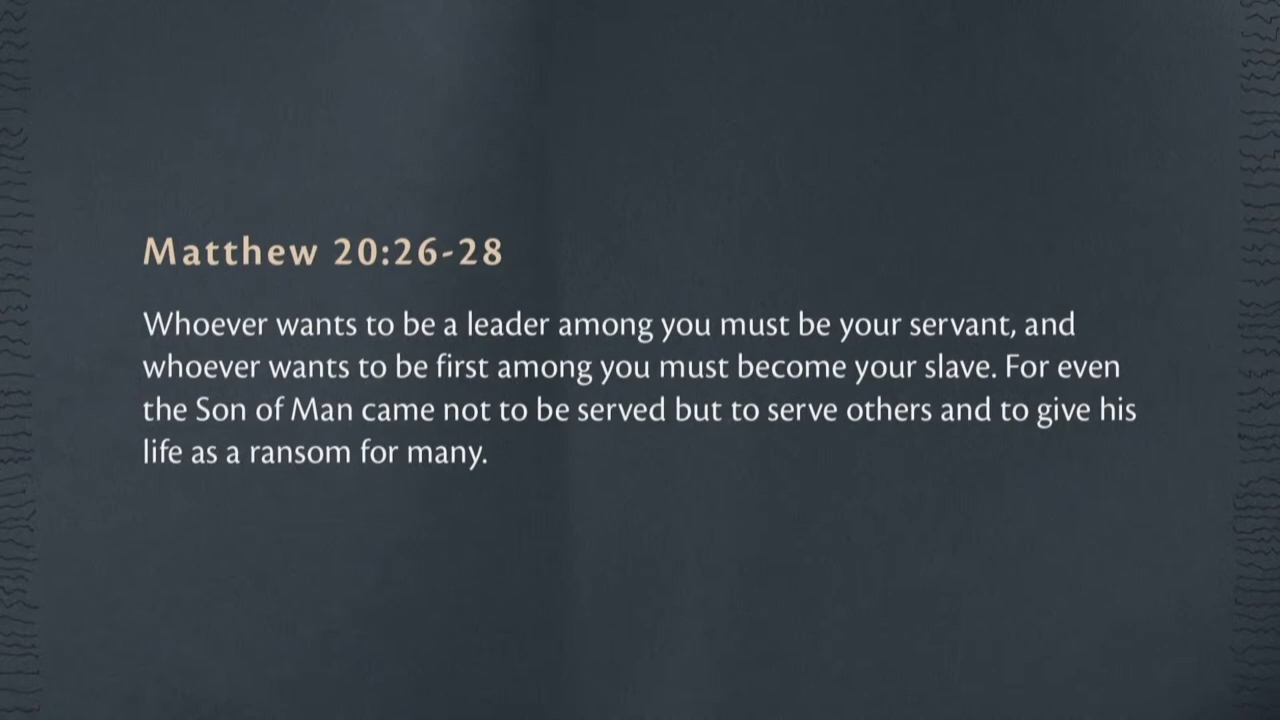 Matthew 20:26-28
Whoever wants to be a leader among you must be your servant, and
whoever wants to be first among you must become your slave. For even
the Son of Man came not to be served but to serve others and to give his
life as a ransom for many.